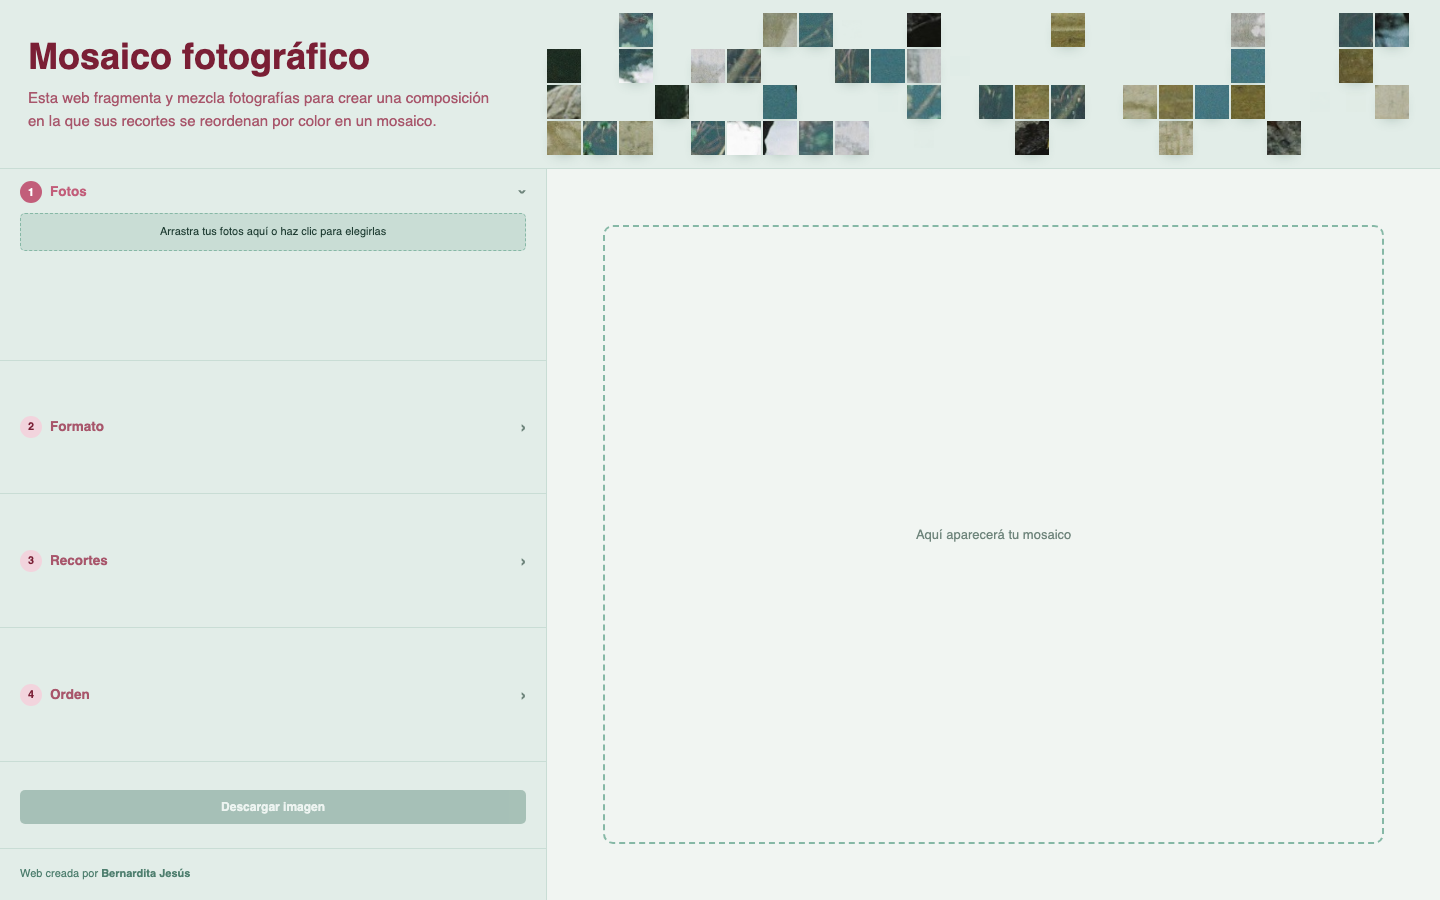 Mosaico fotográfico
Esta web fragmenta y mezcla fotografías para crear una composición
en la que sus recortes se reordenan por color en un mosaico.
1 Fotos
Arrastra tus fotos aquí o haz clic para elegirlas
2 Formato
3 Recortes
4 Orden
Descargar imagen
Web creada por Bernardita Jesús
Aquí aparecerá tu mosaico